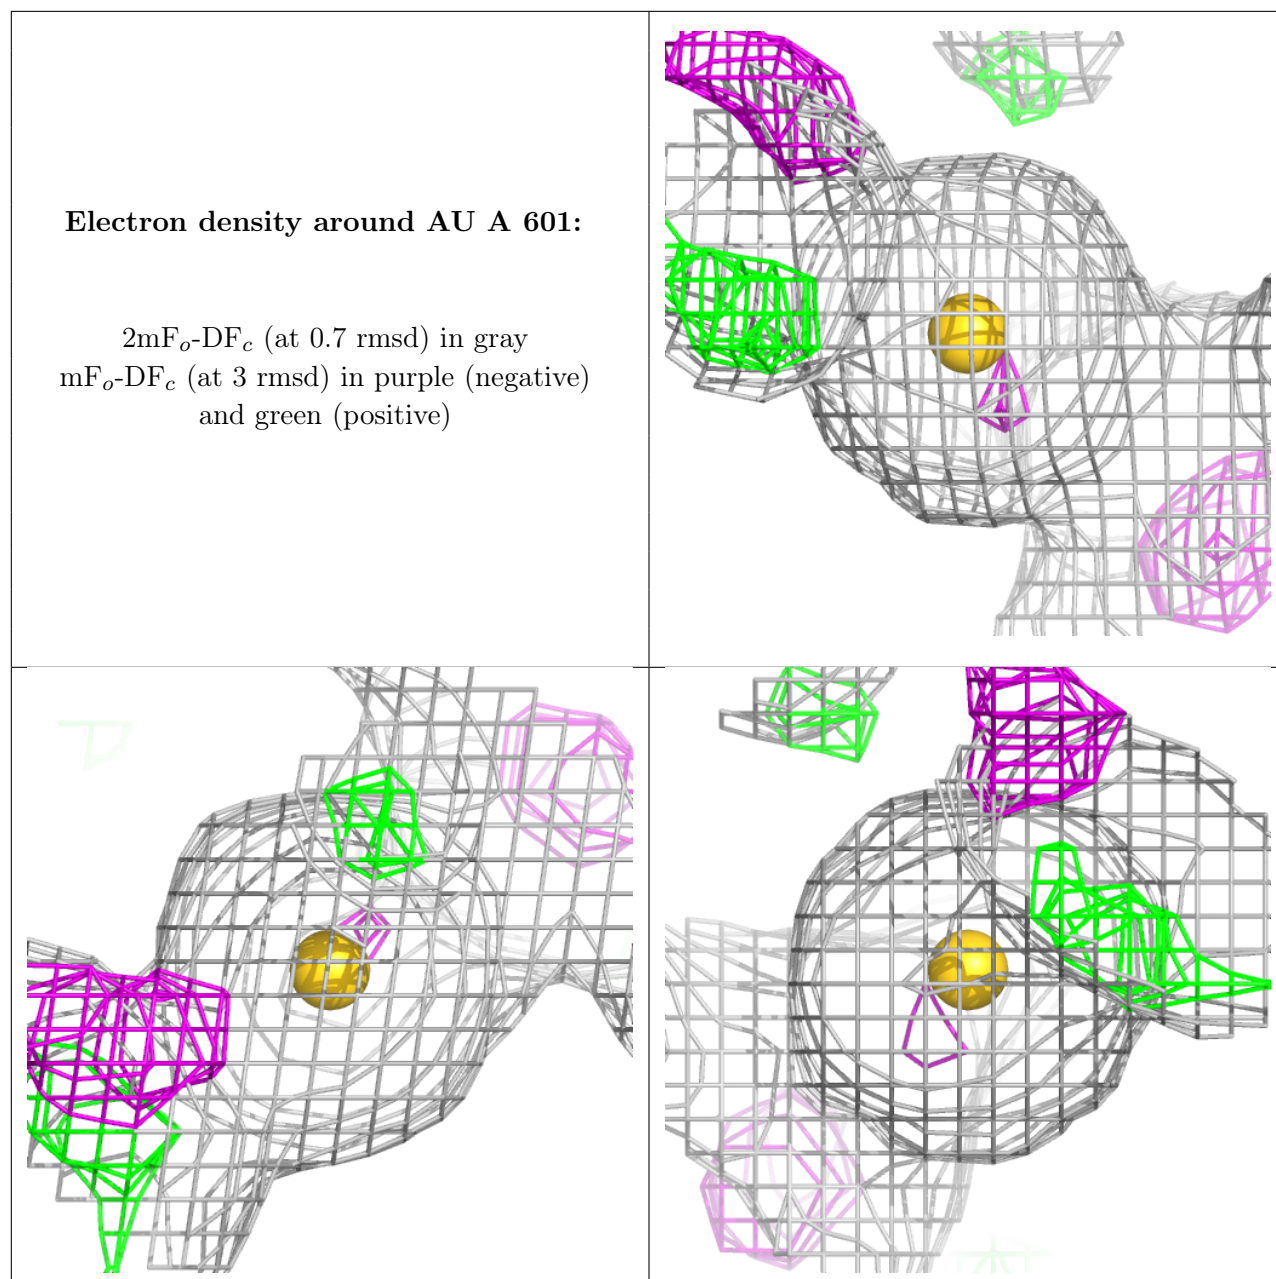 Electron density around AU A 601:
2mFo-DFc (at 0.7 rmsd) in gray
mFo-DFc (at 3 rmsd) in purple (negative)
and green (positive)